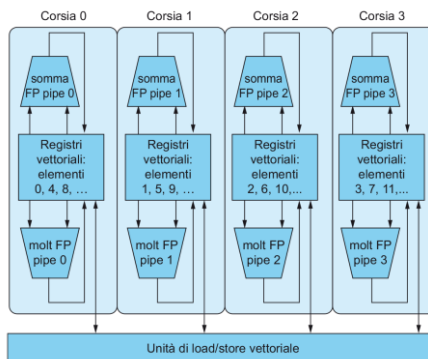 Corsia 0
Corsia 1
Corsia 2
Corsia 3
somma
FP pipe 0
somma
FP pipe 1
somma
FP pipe 2
somma
FP pipe 3
Registri
vettoriali:
elementi
0, 4, 8, …
Registri
vettoriali:
elementi
1, 5, 9, …
Registri
vettoriali:
elementi
2, 6, 10,...
Registri
vettoriali:
elementi
3, 7, 11,...
molt FP
pipe 0
molt FP
pipe 1
molt FP
pipe 2
molt FP
pipe 3
Unità di load/store vettoriale